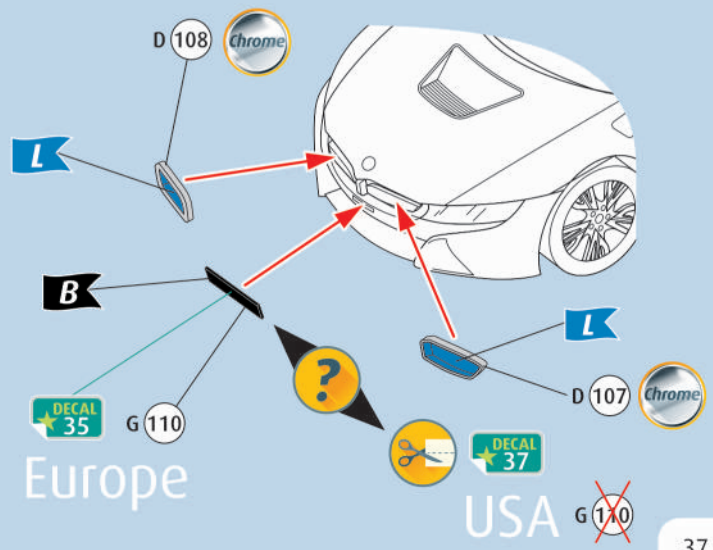 D 108 Chrome
L
B
L
D 107 Chrome
DECAL
35
G 110
?
DECAL
37
Europe
USA
G 110
37